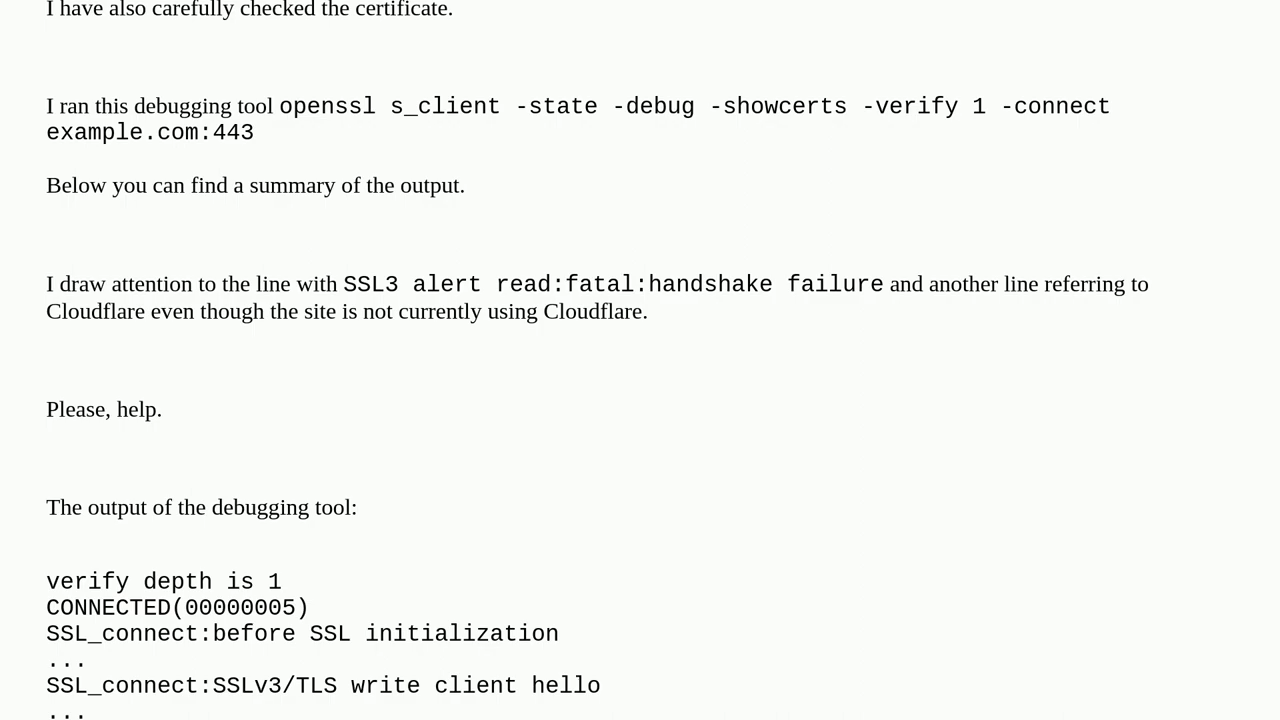 I have also carefully checked the certificate.
I ran this debugging tool openssl s_client -state -debug -showcerts -verify 1 -connect
example.com:443
Below you can find a summary of the output.
I draw attention to the line with SSL3 alert read:fatal:handshake failure and another line referring to
Cloudflare even though the site is not currently using Cloudflare.
Please, help.
The output of the debugging tool:
verify depth is 1
CONNECTED(00000005)
SSL_connect:before SSL initialization
...
SSL_connect:SSLv3/TLS write client hello
...